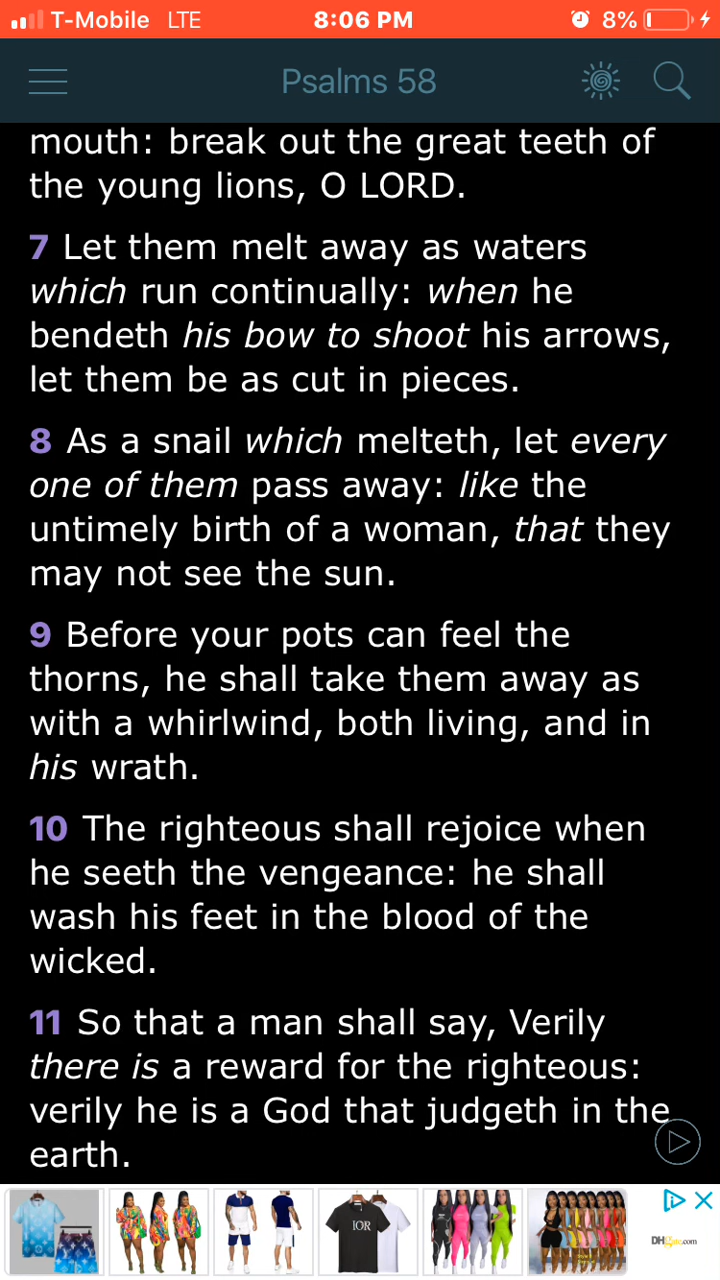 T-Mobile LTE 8:06 PM 8%
Psalms 58
mouth: break out the great teeth of
the young lions, O LORD.
7 Let them melt away as waters
which run continually: when he
bendeth his bow to shoot his arrows,
let them be as cut in pieces.
8 As a snail which melteth, let every
one of them pass away: like the
untimely birth of a woman, that they
may not see the sun.
9 Before your pots can feel the
thorns, he shall take them away as
with a whirlwind, both living, and in
his wrath.
10 The righteous shall rejoice when
he seeth the vengeance: he shall
wash his feet in the blood of the
wicked.
11 So that a man shall say, Verily
there is a reward for the righteous:
verily he is a God that judgeth in the
earth.
IOR
DHgate.com